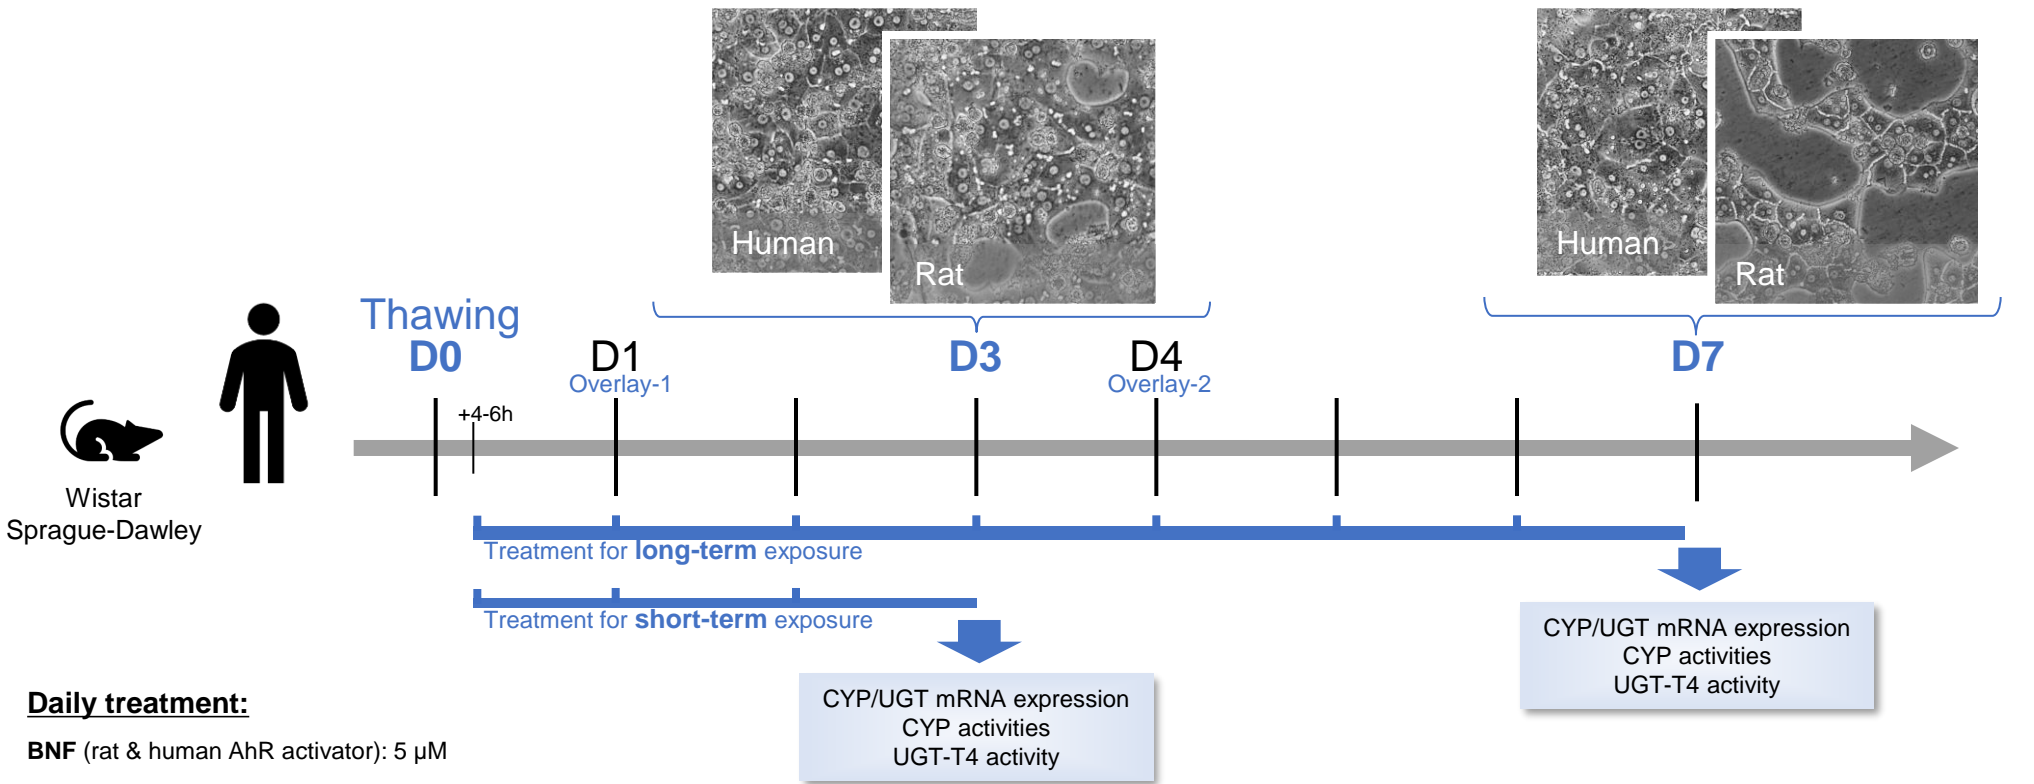 Human
Rat
Human
Rat
Thawing
D0
D1
Overlay-1
D3
D4
Overlay-2
D7
+4-6h
Wistar
Sprague-Dawley
Treatment for long-term exposure
Treatment for short-term exposure
CYP/UGT mRNA expression
CYP activities
UGT-T4 activity
CYP/UGT mRNA expression
CYP activities
UGT-T4 activity
Daily treatment:
BNF (rat & human AhR activator): 5 µM